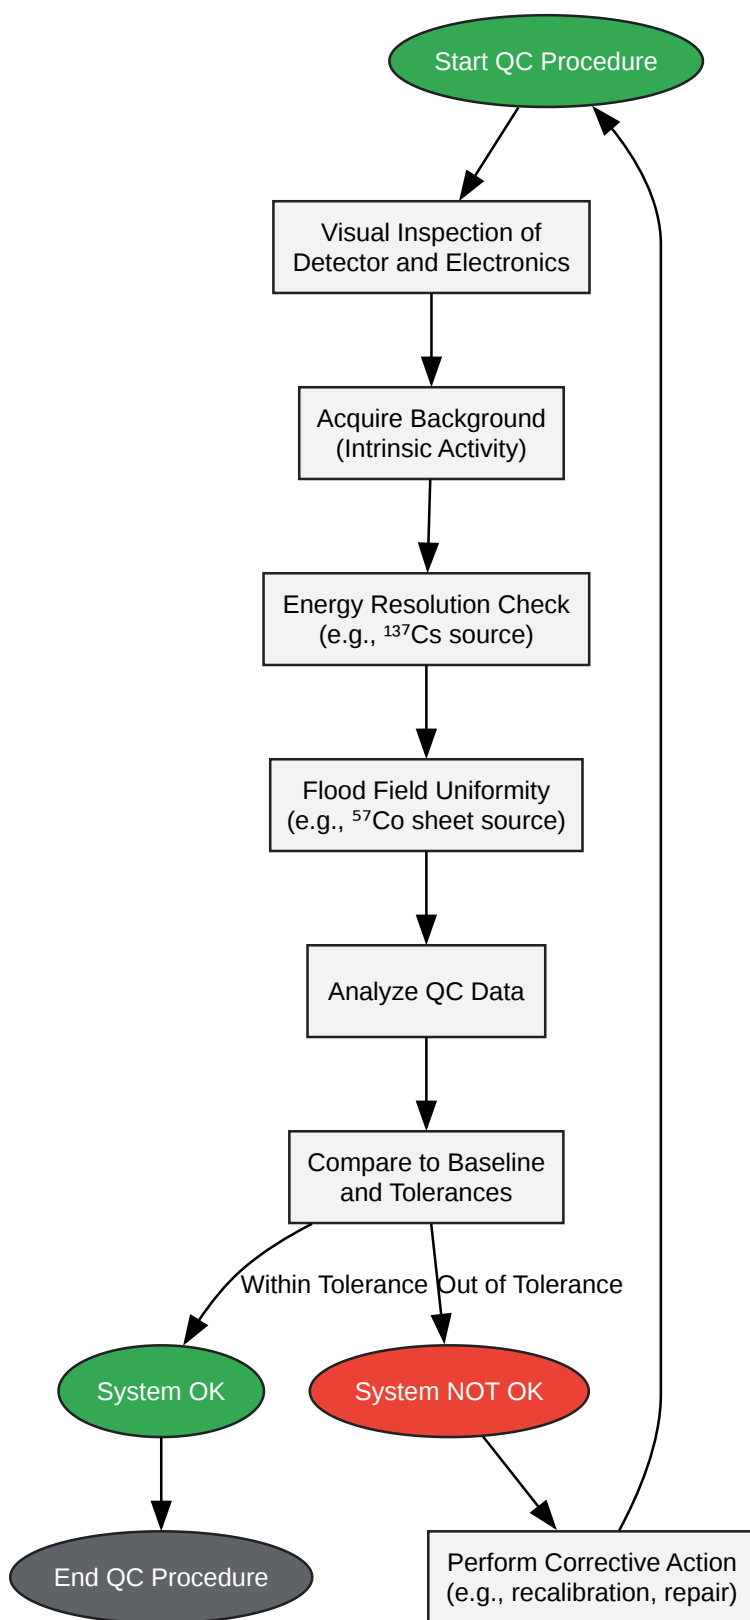 Start QC Procedure
Visual Inspection of
Detector and Electronics
Acquire Background
(Intrinsic Activity)
Energy Resolution Check
(e.g., ¹³⁷Cs source)
Flood Field Uniformity
(e.g., ⁵⁷Co sheet source)
Analyze QC Data
Compare to Baseline
and Tolerances
Within Tolerance
Out of Tolerance
System OK
System NOT OK
End QC Procedure
Perform Corrective Action
(e.g., recalibration, repair)